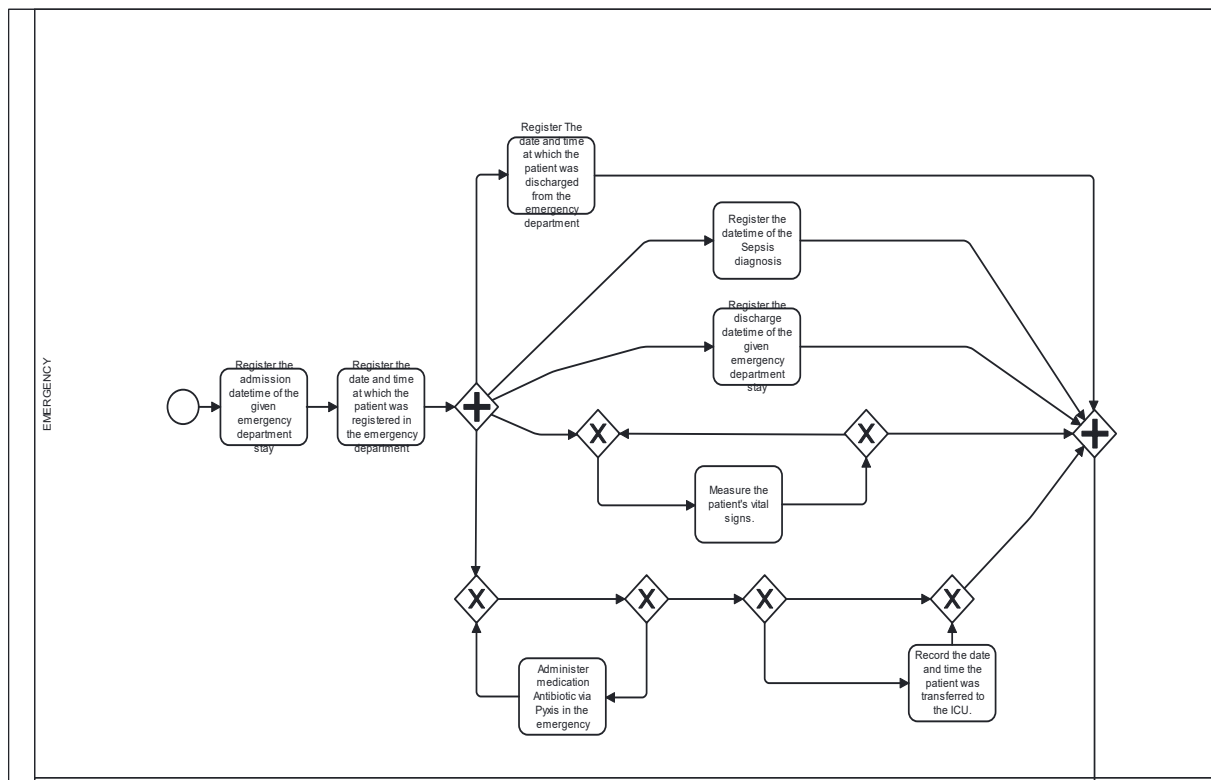 EMERGENCY
Register the
admission
datetime of the
given
emergency
department
stay
Register the
date and time
at which the
patient was
registered in
the emergency
department
Register The
date and time
at which the
patient was
discharged
from the
emergency
department
Register the
datetime of the
Sepsis
diagnosis
Register the
discharge
datetime of the
given
emergency
department
stay
Measure the
patient's vital
signs.
Administer
medication
Antibiotic via
Pyxis in the
emergency
Record the date
and time the
patient was
transferred to
the ICU.